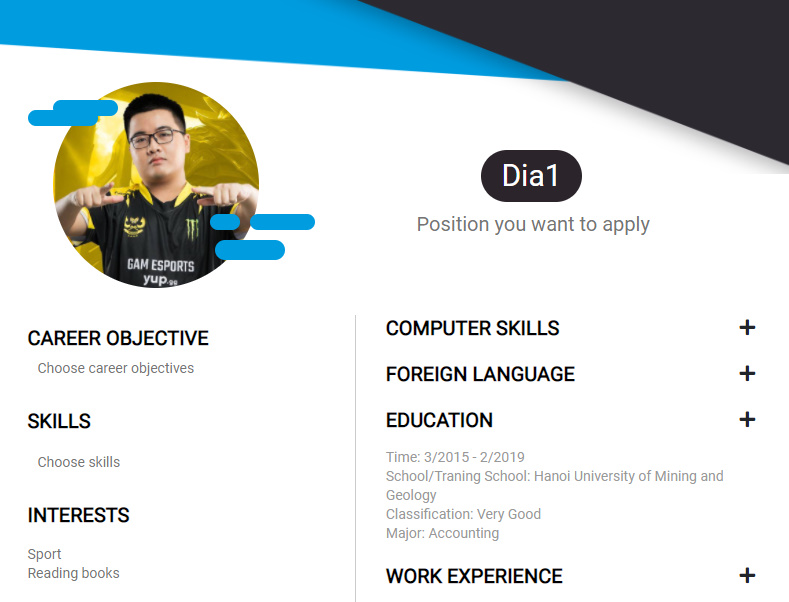 GAM ESPORTS
yup.gg
Dia1
Position you want to apply
CAREER OBJECTIVE
Choose career objectives
SKILLS
Choose skills
INTERESTS
Sport
Reading books
COMPUTER SKILLS +
FOREIGN LANGUAGE +
EDUCATION +
Time: 3/2015 - 2/2019
School/Traning School: Hanoi University of Mining and
Geology
Classification: Very Good
Major: Accounting
WORK EXPERIENCE +